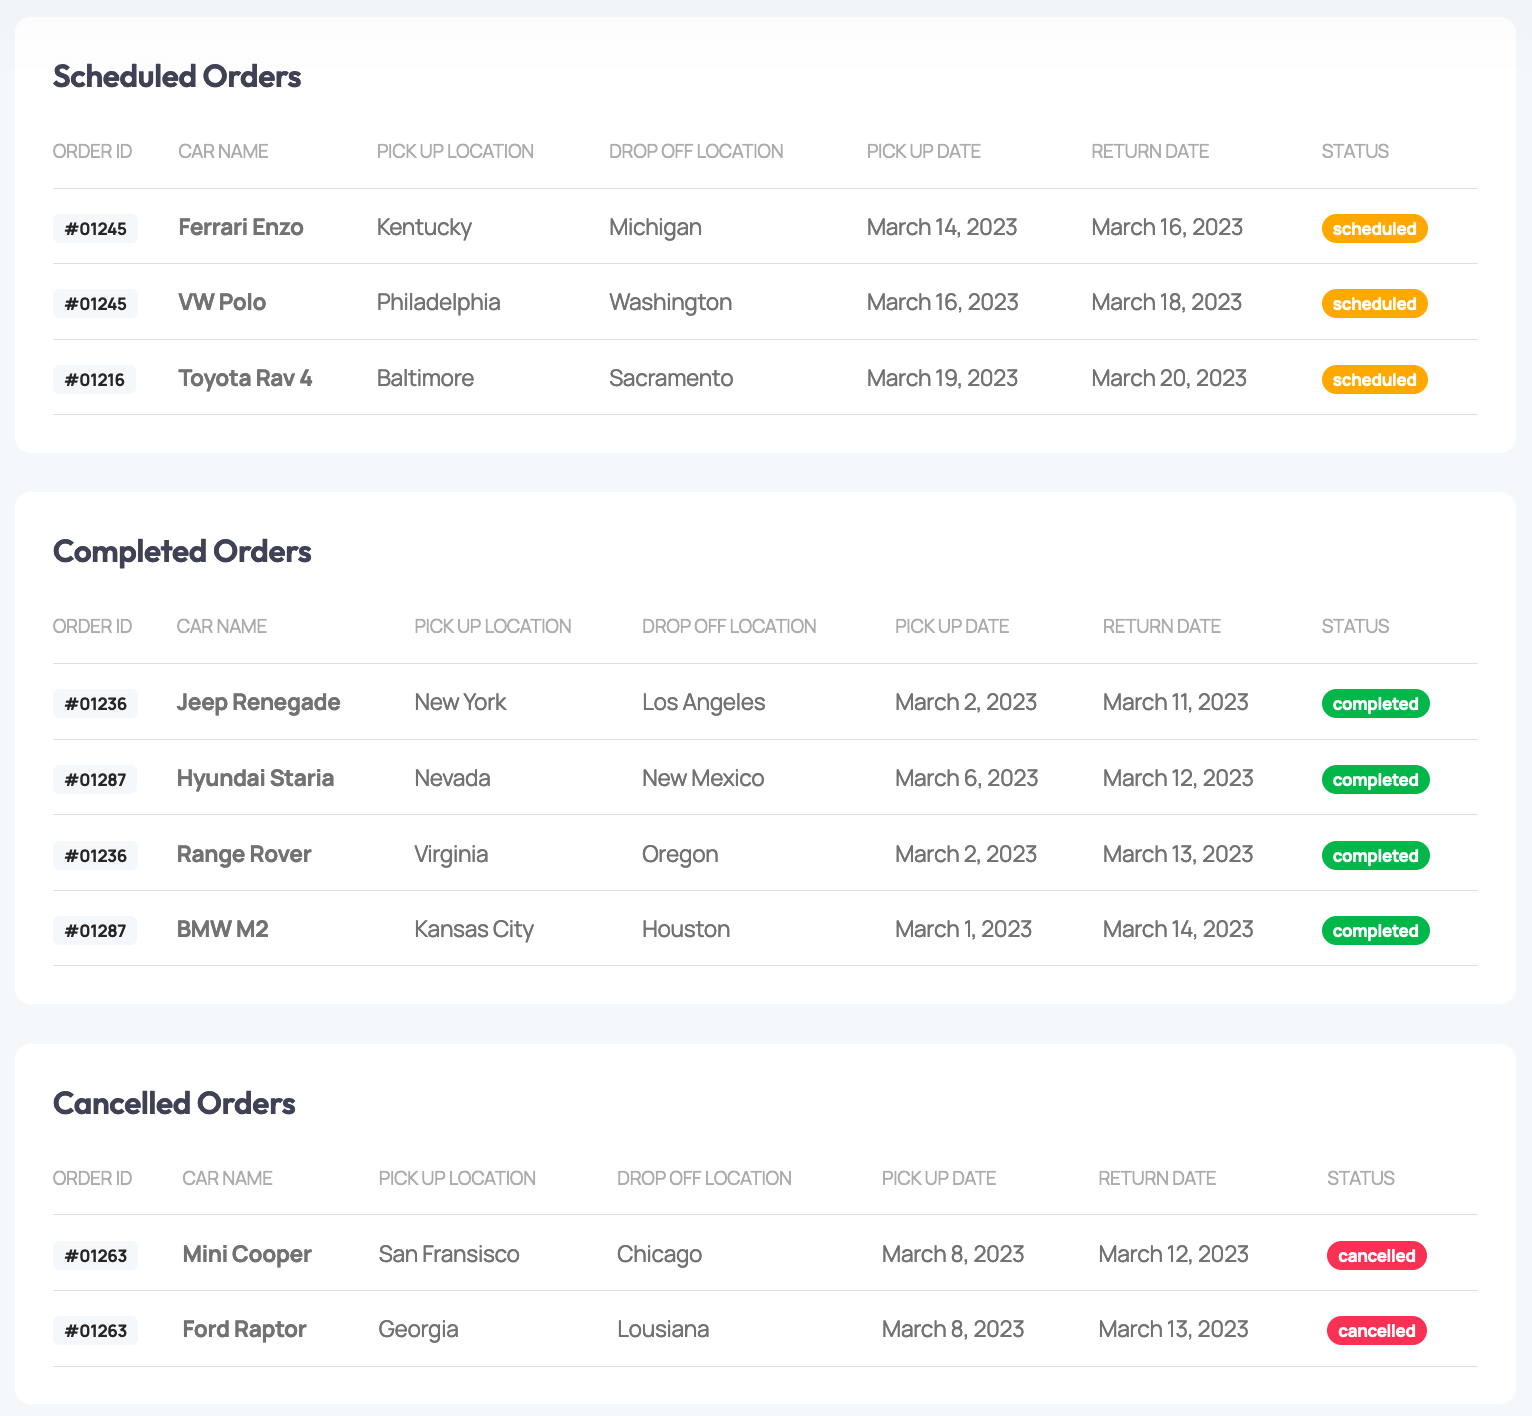 Scheduled Orders
ORDER ID CAR NAME PICK UP LOCATION DROP OFF LOCATION PICK UP DATE RETURN DATE STATUS
#01245 Ferrari Enzo Kentucky Michigan March 14, 2023 March 16, 2023 scheduled
#01245 VW Polo Philadelphia Washington March 16, 2023 March 18, 2023 scheduled
#01216 Toyota Rav 4 Baltimore Sacramento March 19, 2023 March 20, 2023 scheduled
Completed Orders
ORDER ID CAR NAME PICK UP LOCATION DROP OFF LOCATION PICK UP DATE RETURN DATE STATUS
#01236 Jeep Renegade New York Los Angeles March 2, 2023 March 11, 2023 completed
#01287 Hyundai Staria Nevada New Mexico March 6, 2023 March 12, 2023 completed
#01236 Range Rover Virginia Oregon March 2, 2023 March 13, 2023 completed
#01287 BMW M2 Kansas City Houston March 1, 2023 March 14, 2023 completed
Cancelled Orders
ORDER ID CAR NAME PICK UP LOCATION DROP OFF LOCATION PICK UP DATE RETURN DATE STATUS
#01263 Mini Cooper San Fransisco Chicago March 8, 2023 March 12, 2023 cancelled
#01263 Ford Raptor Georgia Lousiana March 8, 2023 March 13, 2023 cancelled